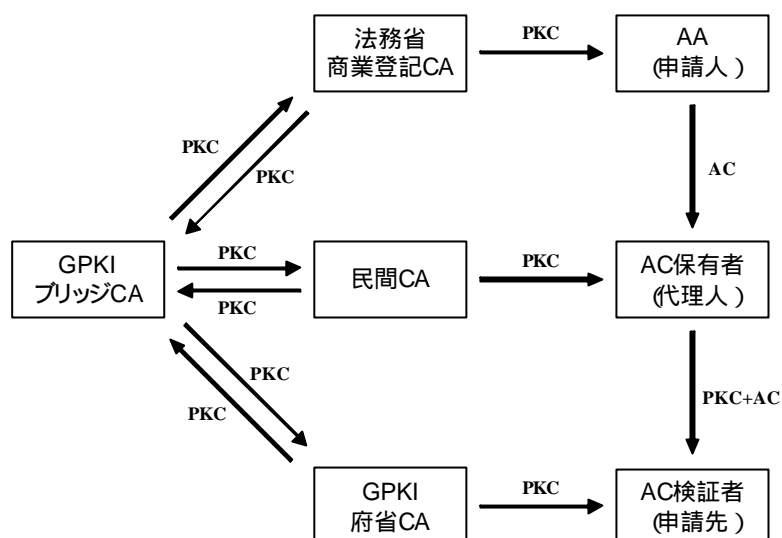 法務省
商業登記CA
PKC
AA
(申請人)
PKC
PKC
AC
GPKI
ブリッジCA
PKC
PKC
民間CA
PKC
AC保有者
(代理人)
PKC
PKC
PKC+AC
GPKI
府省CA
PKC
AC検証者
(申請先)